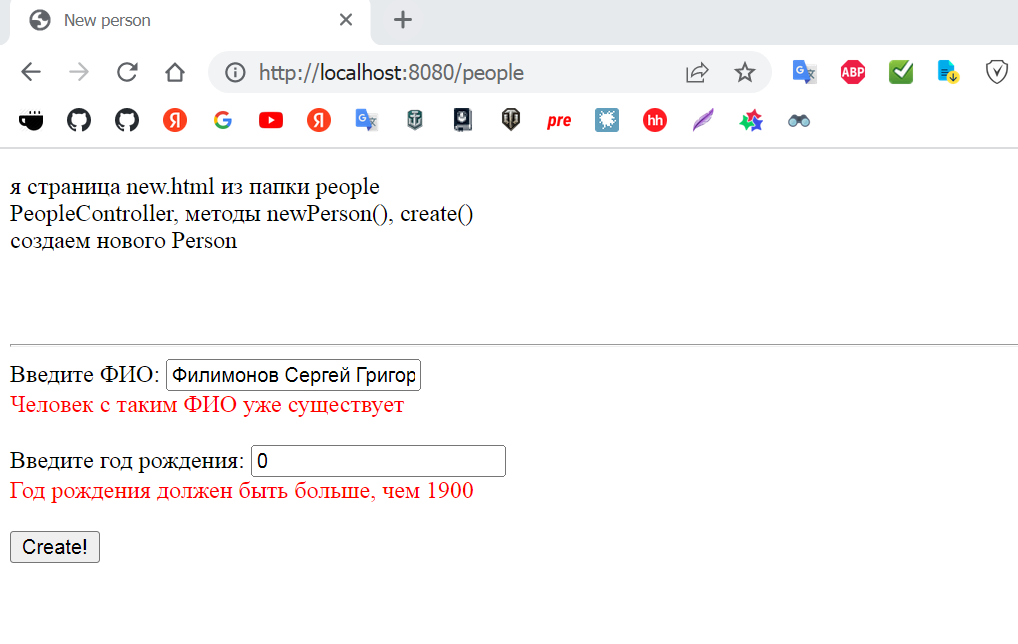 New person
http://localhost:8080/people
ABP
Я
G
Я
pre
hh
я страница new.html из папки people
PeopleController, методы newPerson(), create()
создаем нового Person
Введите ФИО: Филимонов Сергей Григор
Человек с таким ФИО уже существует
Введите год рождения: 0
Год рождения должен быть больше, чем 1900
Create!